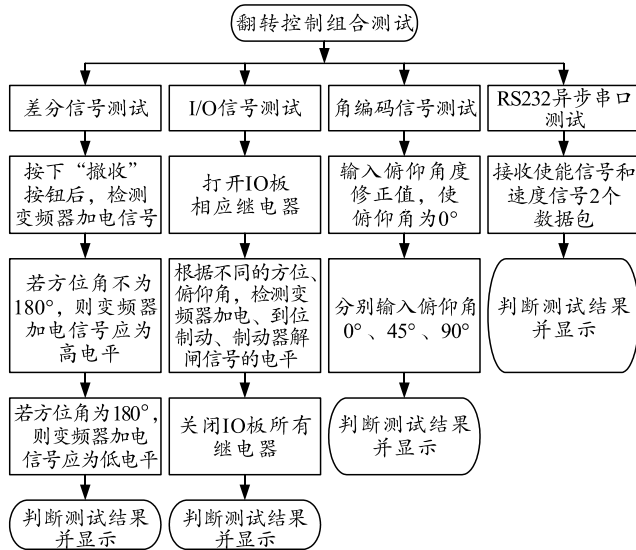 翻转控制组合测试
差分信号测试
I/O信号测试
角编码信号测试
RS232异步串口
测试
按下“撤收”
按钮后，检测
变频器加电信号
打开IO板
相应继电器
输入俯仰角度
修正值，使
俯仰角为0°
接收使能信号和
速度信号2个
数据包
若方位角不为
180°，则变频器
加电信号应为
高电平
根据不同的方位、
俯仰角，检测变
频器加电、到位
制动、制动器解
闸信号的电平
分别输入俯仰角
0°、45°、90°
判断测试结果
并显示
若方位角为180°，
则变频器加电
信号应为低电平
关闭IO板所有
继电器
判断测试结果
并显示
判断测试结果
并显示
判断测试结果
并显示